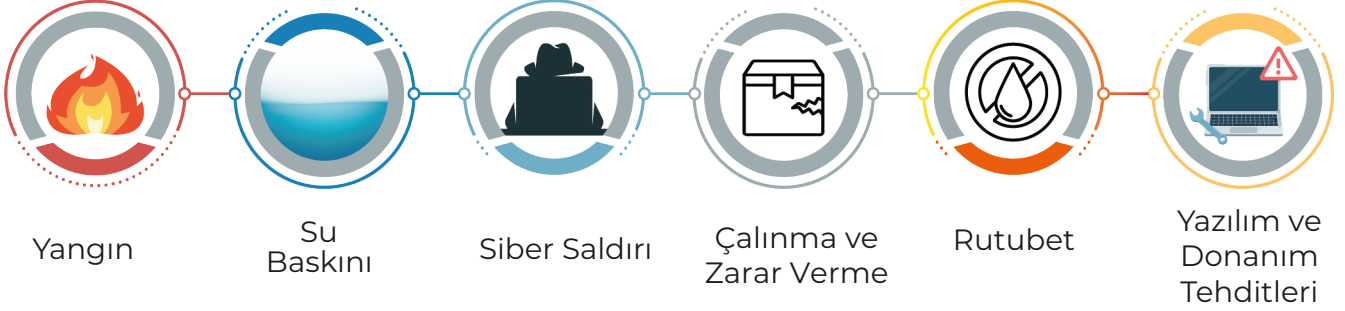 Yangın
Su
Baskını
Siber Saldırı
Çalınma ve
Zarar Verme
Rutubet
Yazılım ve
Donanım
Tehditleri